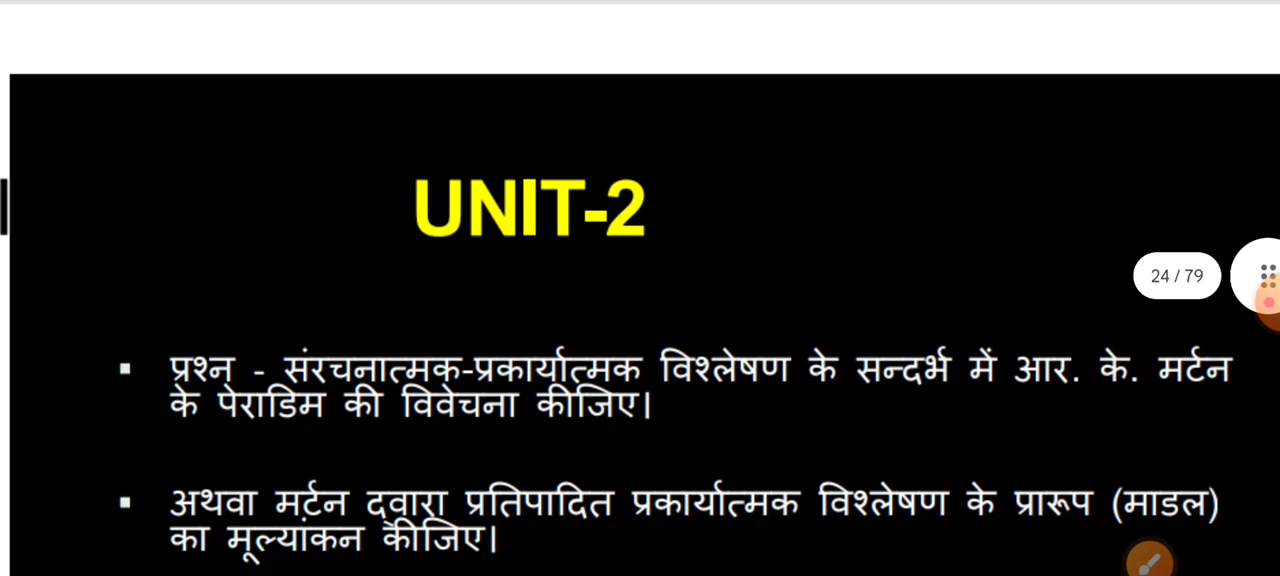 UNIT-2
24 / 79
▪ प्रश्न - संरचनात्मक-प्रकार्यात्मक विश्लेषण के सन्दर्भ में आर. के. मर्टन
के पेराडिम की विवेचना कीजिए।
▪ अथवा मर्टन द्वारा प्रतिपादित प्रकार्यात्मक विश्लेषण के प्रारूप (माडल)
का मूल्यांकन कीजिए।